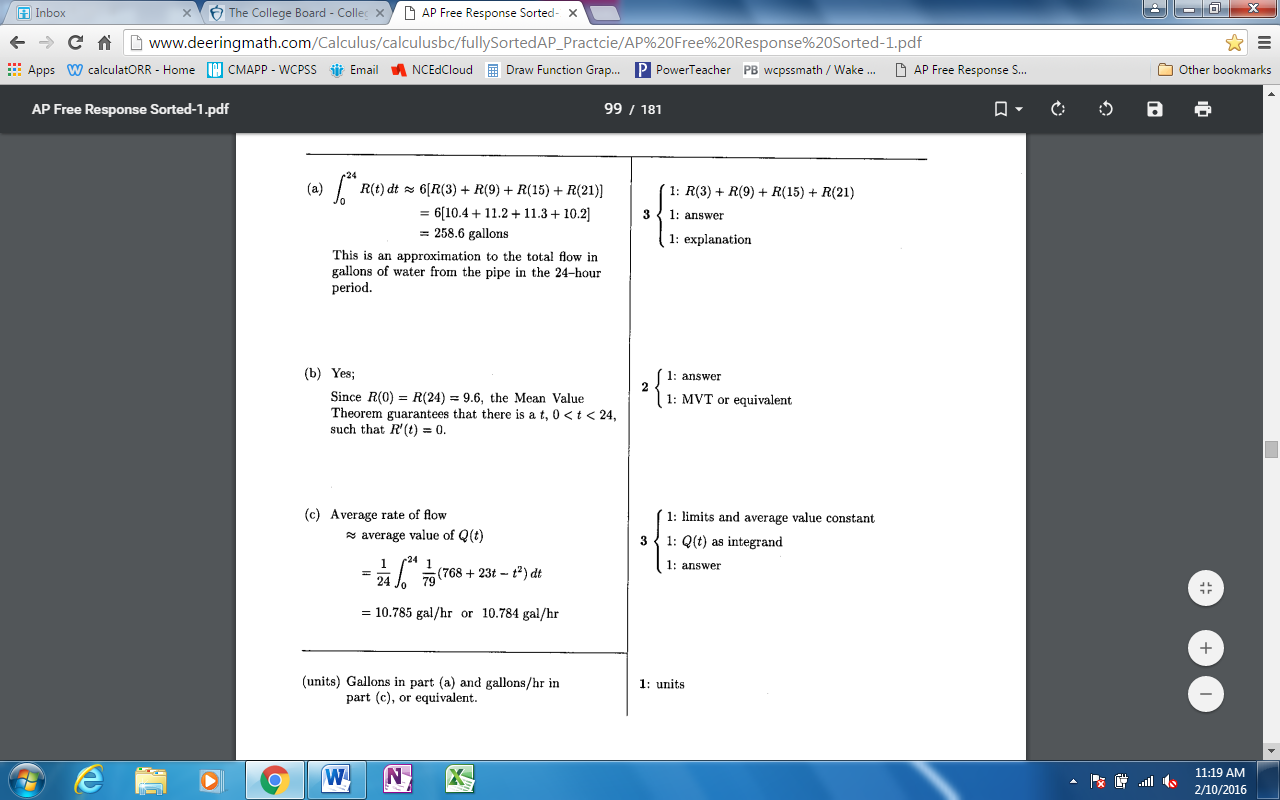 Inbox
The College Board - Colleg
AP Free Response Sorted-
www.deeringmath.com/Calculus/calculusbc/fullySortedAP_Practcie/AP%20Free%20Response%20Sorted-1.pdf
Apps calculatORR - Home CMAPP - WCPSS Email NCEdCloud Draw Function Grap... PowerTeacher PB wcpssmath / Wake ... AP Free Response S... Other bookmarks
AP Free Response Sorted-1.pdf 99 / 181
(a) ∫₀²⁴ R(t) dt ≈ 6[R(3) + R(9) + R(15) + R(21)]
= 6[10.4 + 11.2 + 11.3 + 10.2]
= 258.6 gallons
This is an approximation to the total flow in
gallons of water from the pipe in the 24–hour
period.
3 { 1: R(3) + R(9) + R(15) + R(21)
1: answer
1: explanation
(b) Yes;
Since R(0) = R(24) = 9.6, the Mean Value
Theorem guarantees that there is a t, 0 < t < 24,
such that R′(t) = 0.
2 { 1: answer
1: MVT or equivalent
(c) Average rate of flow
≈ average value of Q(t)
= 1/24 ∫₀²⁴ 1/79 (768 + 23t − t²) dt
= 10.785 gal/hr or 10.784 gal/hr
3 { 1: limits and average value constant
1: Q(t) as integrand
1: answer
(units) Gallons in part (a) and gallons/hr in
part (c), or equivalent.
1: units
11:19 AM
2/10/2016